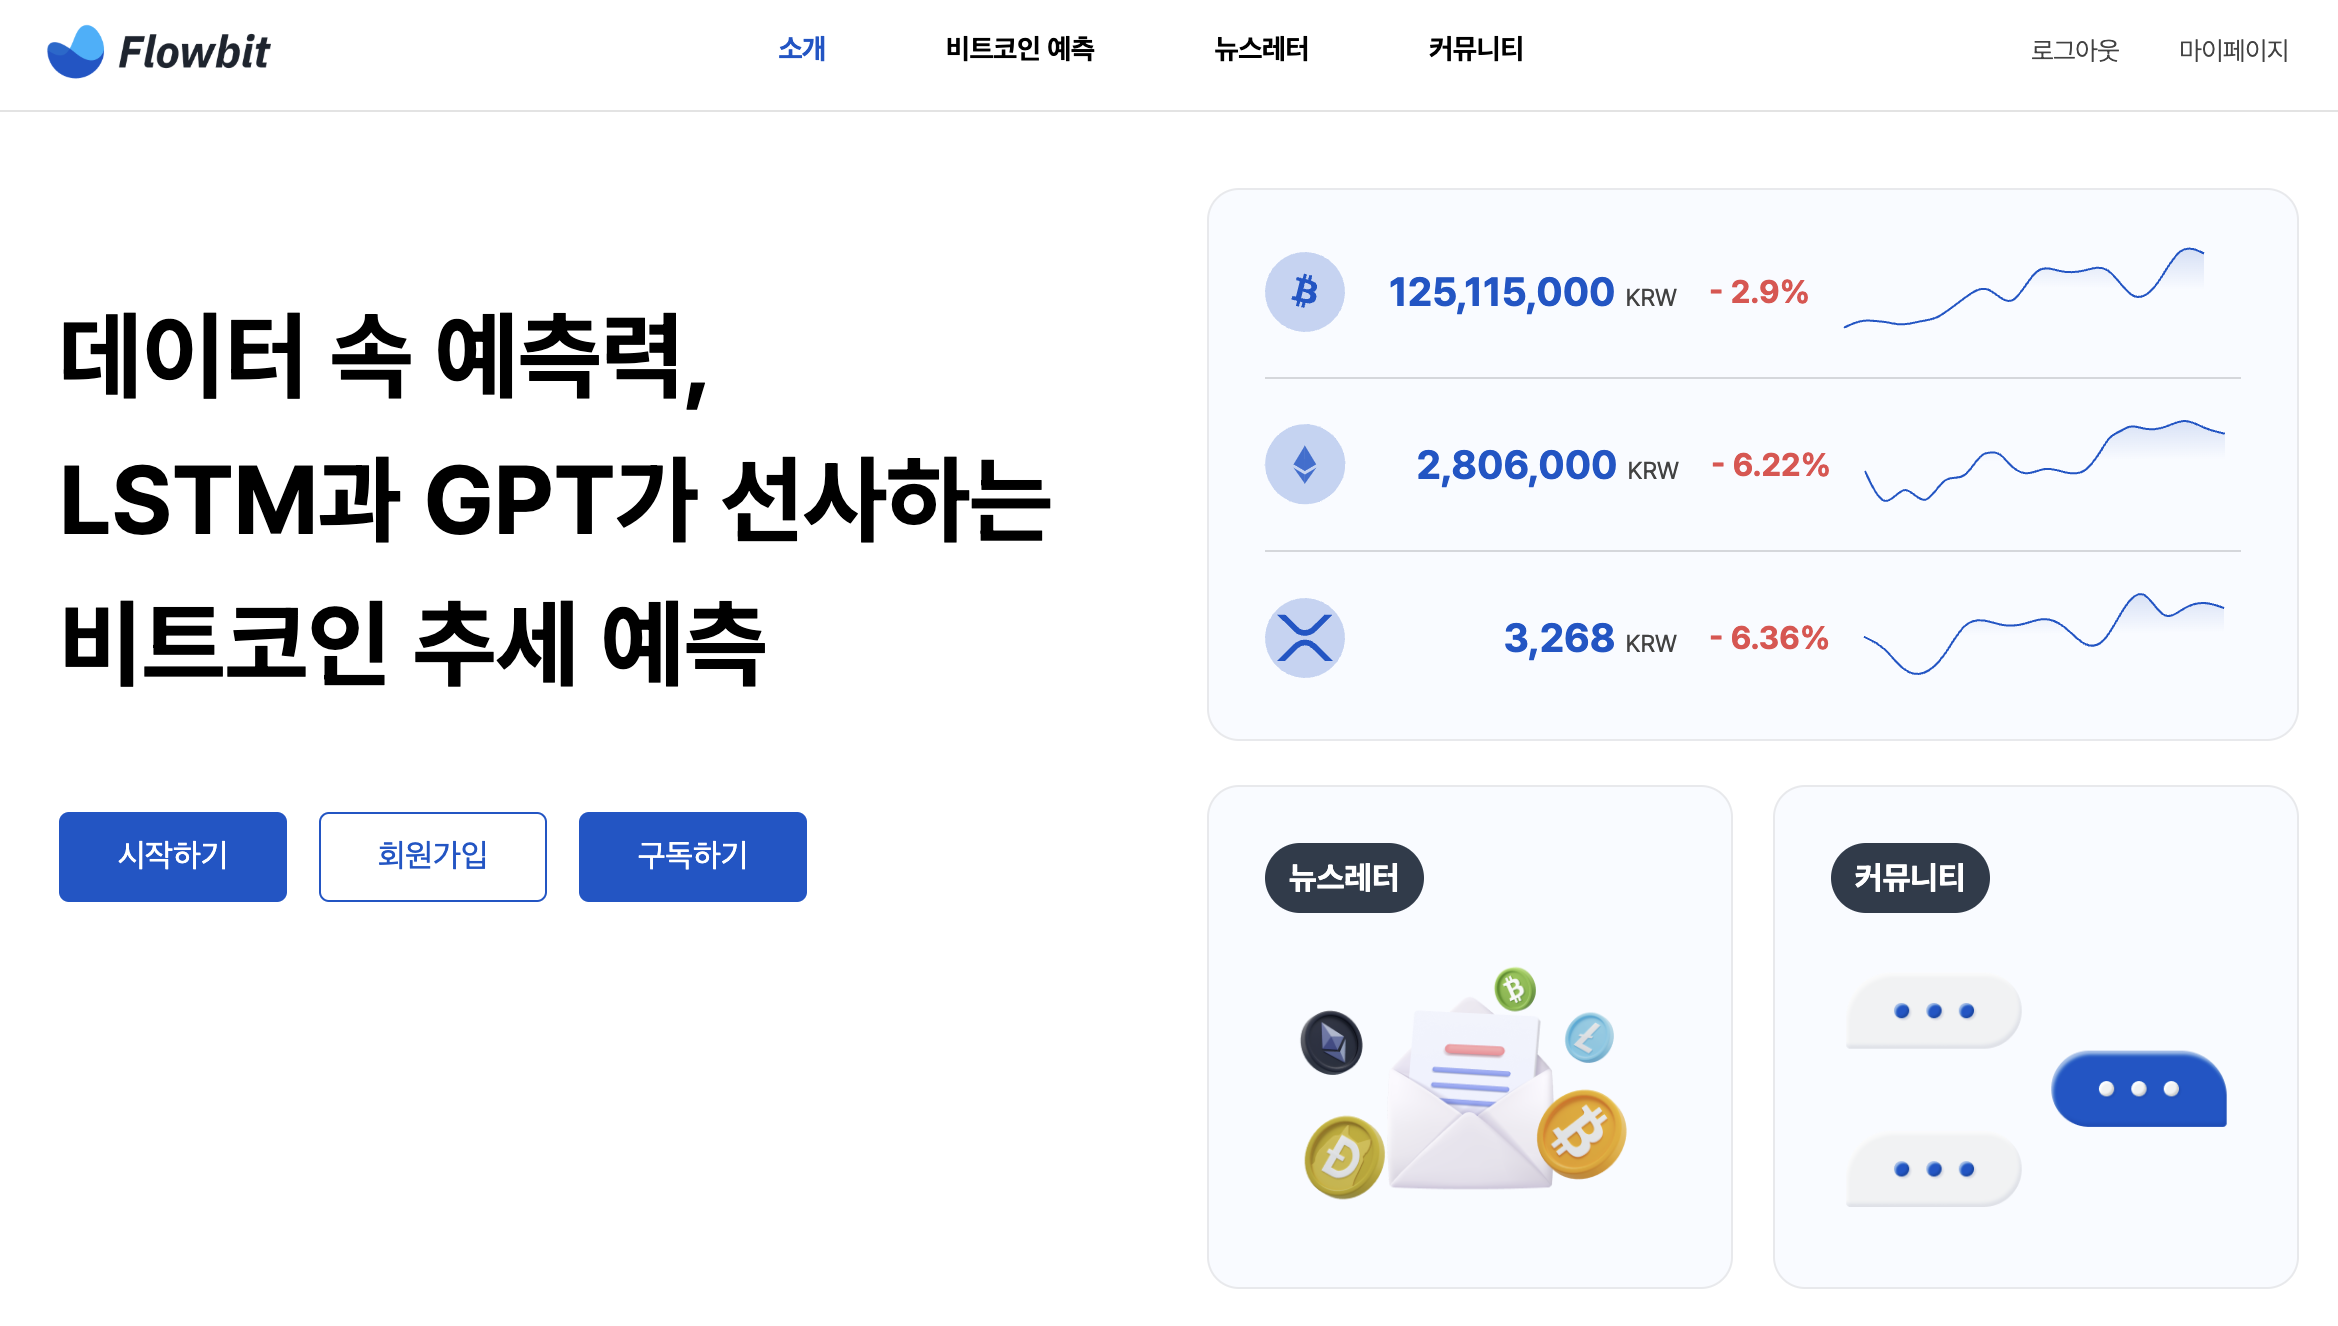 Flowbit
소개
비트코인 예측
뉴스레터
커뮤니티
로그아웃
마이페이지
데이터 속 예측력,
LSTM과 GPT가 선사하는
비트코인 추세 예측
시작하기
회원가입
구독하기
125,115,000 KRW - 2.9%
2,806,000 KRW - 6.22%
3,268 KRW - 6.36%
뉴스레터
커뮤니티